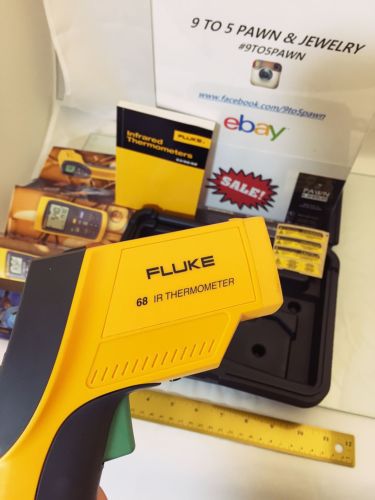 9 TO 5 PAWN & JEWELRY
#9TO5PAWN
www.facebook.com/9to5pawn
ebay
FLUKE
Infrared
Thermometers
SALE!
PAWN
FLUKE
68 IR THERMOMETER